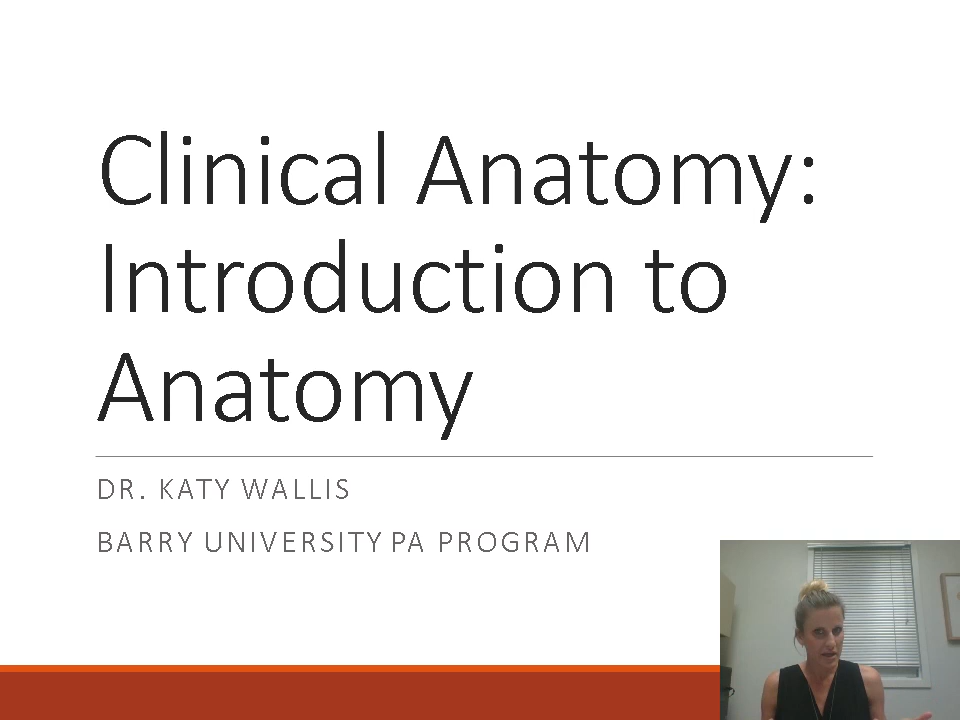 Clinical Anatomy:
Introduction to
Anatomy
DR. KATY WALLIS
BARRY UNIVERSITY PA PROGRAM